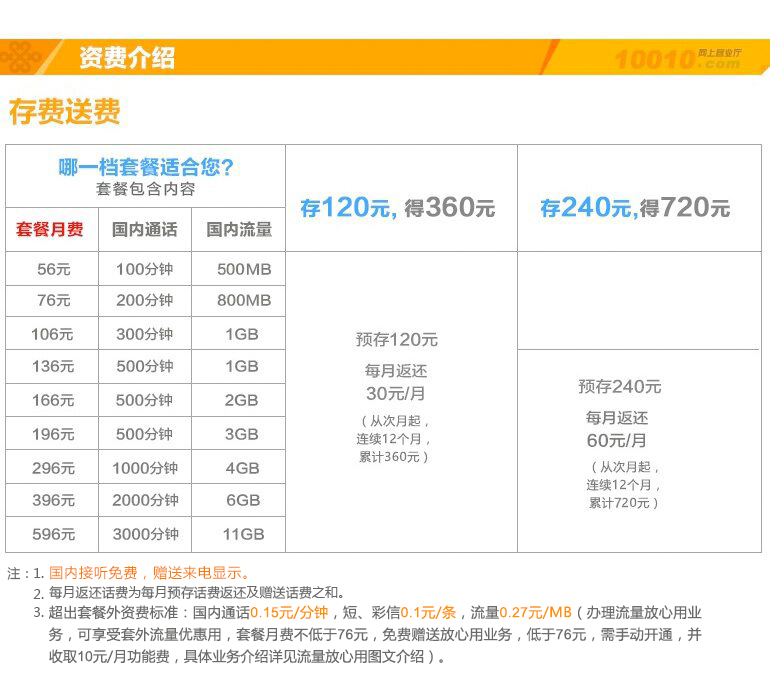 资费介绍
10010.com
网上营业厅
存费送费
哪一档套餐适合您?
套餐包含内容
存120元, 得360元
存240元,得720元
套餐月费 国内通话 国内流量
56元 100分钟 500MB
76元 200分钟 800MB
106元 300分钟 1GB
136元 500分钟 1GB
166元 500分钟 2GB
196元 500分钟 3GB
296元 1000分钟 4GB
396元 2000分钟 6GB
596元 3000分钟 11GB
预存120元
每月返还
30元/月
（从次月起，
连续12个月，
累计360元）
预存240元
每月返还
60元/月
（从次月起，
连续12个月，
累计720元）
注：1. 国内接听免费，赠送来电显示。
2. 每月返还话费为每月预存话费返还及赠送话费之和。
3. 超出套餐外资费标准：国内通话0.15元/分钟，短、彩信0.1元/条，流量0.27元/MB（办理流量放心用业
务，可享受套外流量优惠用，套餐月费不低于76元，免费赠送放心用业务，低于76元，需手动开通，并
收取10元/月功能费，具体业务介绍详见流量放心用图文介绍）。